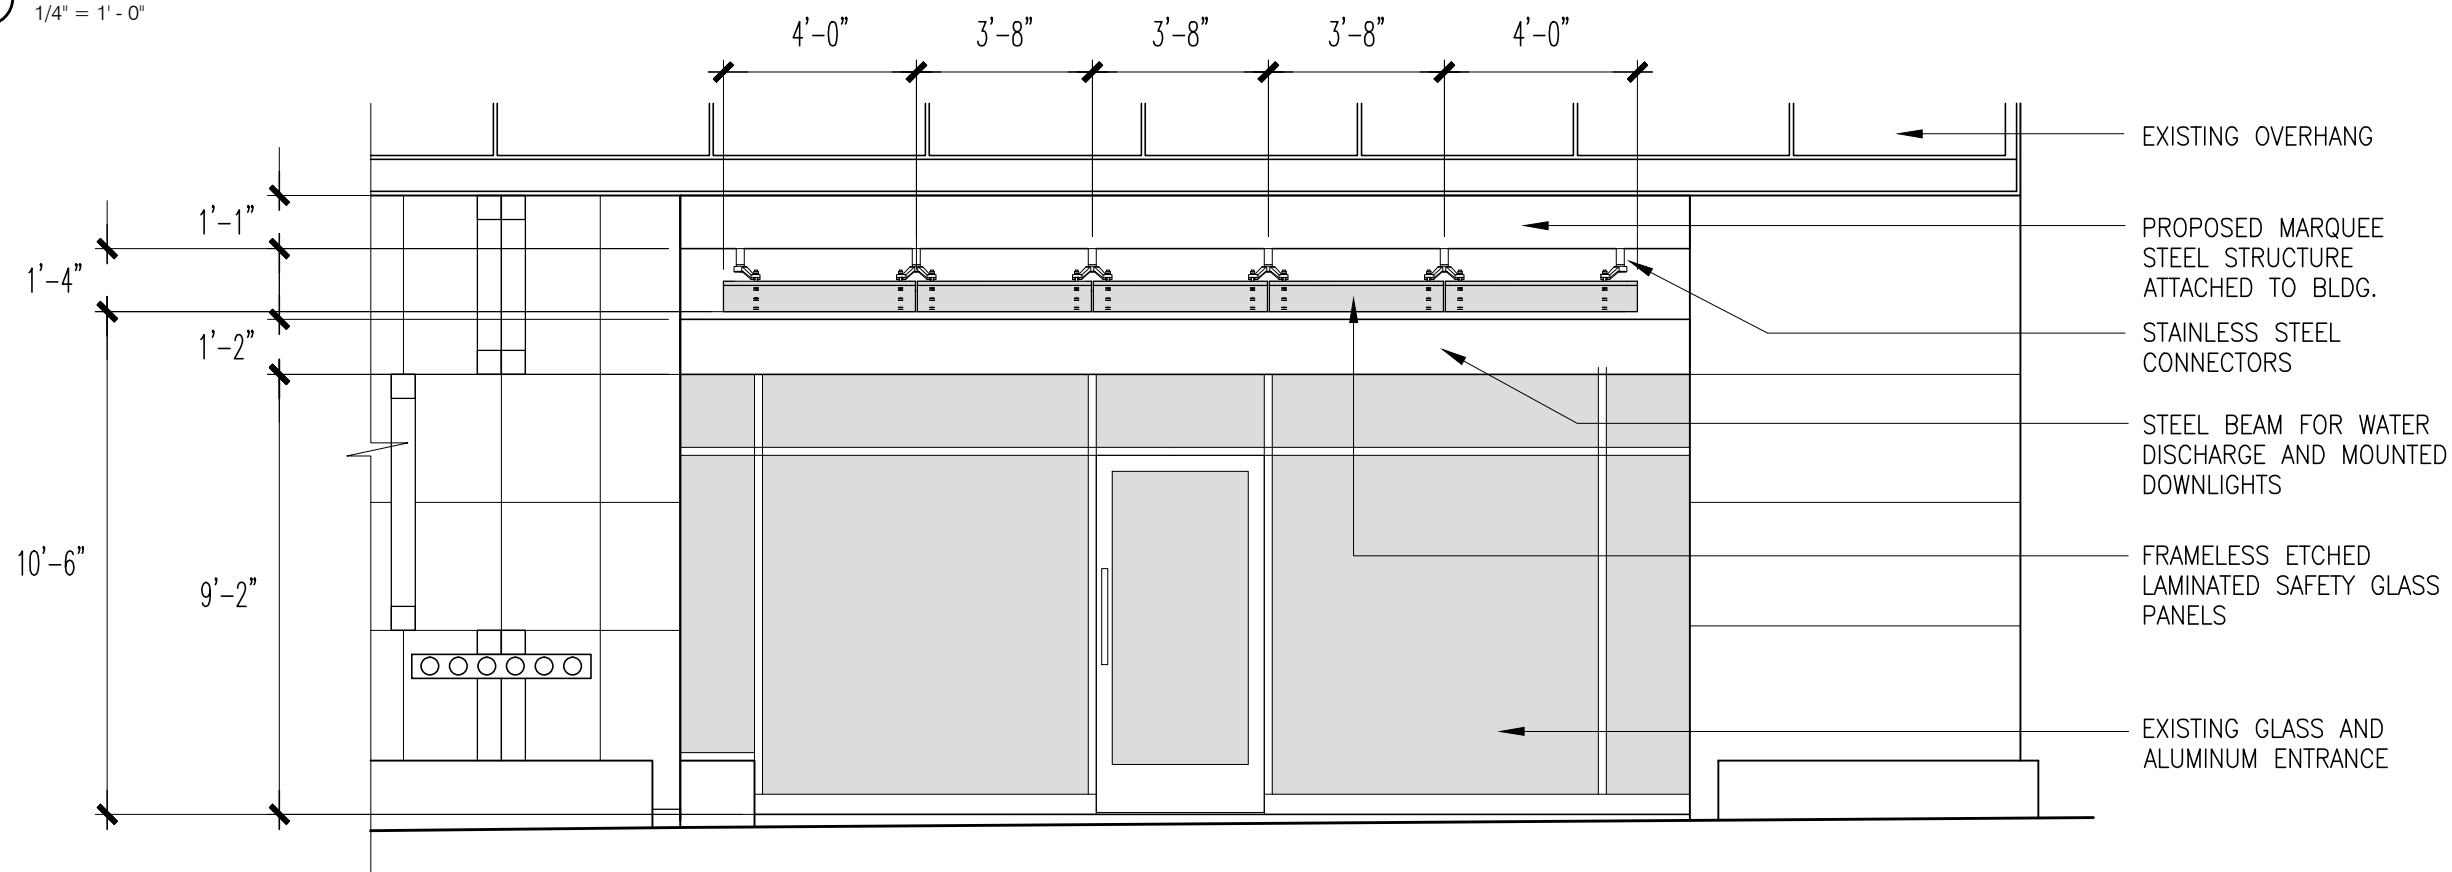 1/4" = 1' - 0"
4'-0" 3'-8" 3'-8" 3'-8" 4'-0"
EXISTING OVERHANG
1'-1"
PROPOSED MARQUEE
STEEL STRUCTURE
ATTACHED TO BLDG.
1'-4"
STAINLESS STEEL
CONNECTORS
1'-2"
STEEL BEAM FOR WATER
DISCHARGE AND MOUNTED
DOWNLIGHTS
10'-6"
9'-2"
FRAMELESS ETCHED
LAMINATED SAFETY GLASS
PANELS
EXISTING GLASS AND
ALUMINUM ENTRANCE